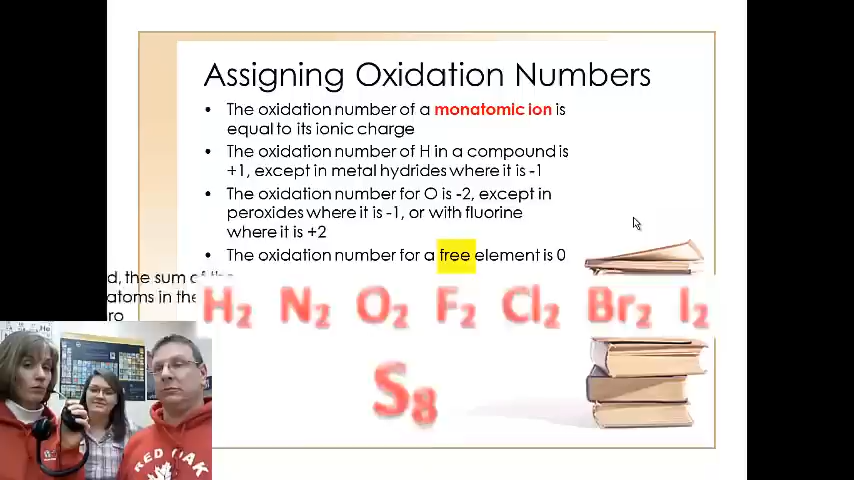 Assigning Oxidation Numbers
• The oxidation number of a monatomic ion is
equal to its ionic charge
• The oxidation number of H in a compound is
+1, except in metal hydrides where it is -1
• The oxidation number for O is -2, except in
peroxides where it is -1, or with fluorine
where it is +2
• The oxidation number for a free element is 0
d, the sum of the
atoms in the
ro
H2 N2 O2 F2 Cl2 Br2 I2
S8
He
RED OAK